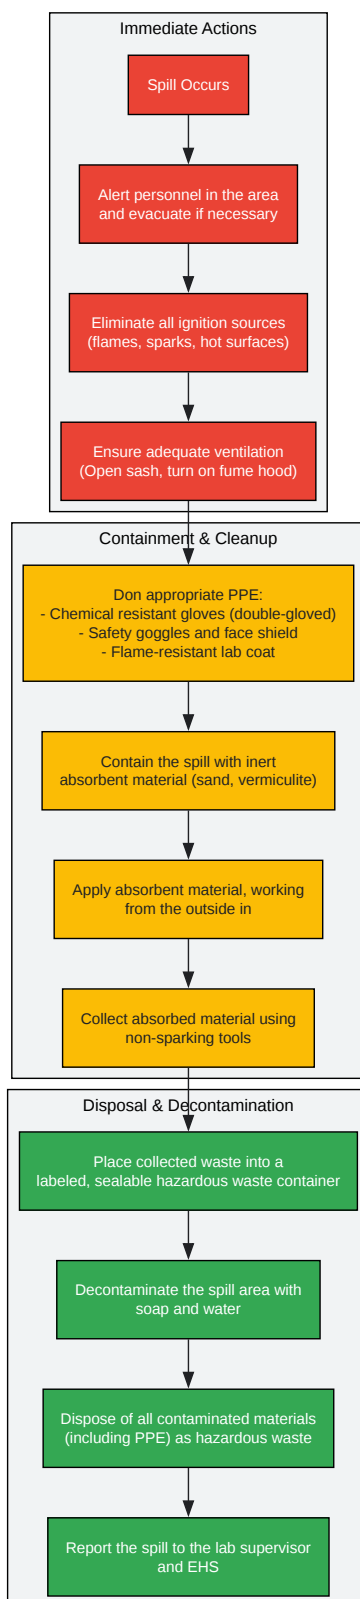 Immediate Actions
Spill Occurs
Alert personnel in the area
and evacuate if necessary
Eliminate all ignition sources
(flames, sparks, hot surfaces)
Ensure adequate ventilation
(Open sash, turn on fume hood)
Containment & Cleanup
Don appropriate PPE:
- Chemical resistant gloves (double-gloved)
- Safety goggles and face shield
- Flame-resistant lab coat
Contain the spill with inert
absorbent material (sand, vermiculite)
Apply absorbent material, working
from the outside in
Collect absorbed material using
non-sparking tools
Disposal & Decontamination
Place collected waste into a
labeled, sealable hazardous waste container
Decontaminate the spill area with
soap and water
Dispose of all contaminated materials
(including PPE) as hazardous waste
Report the spill to the lab supervisor
and EHS